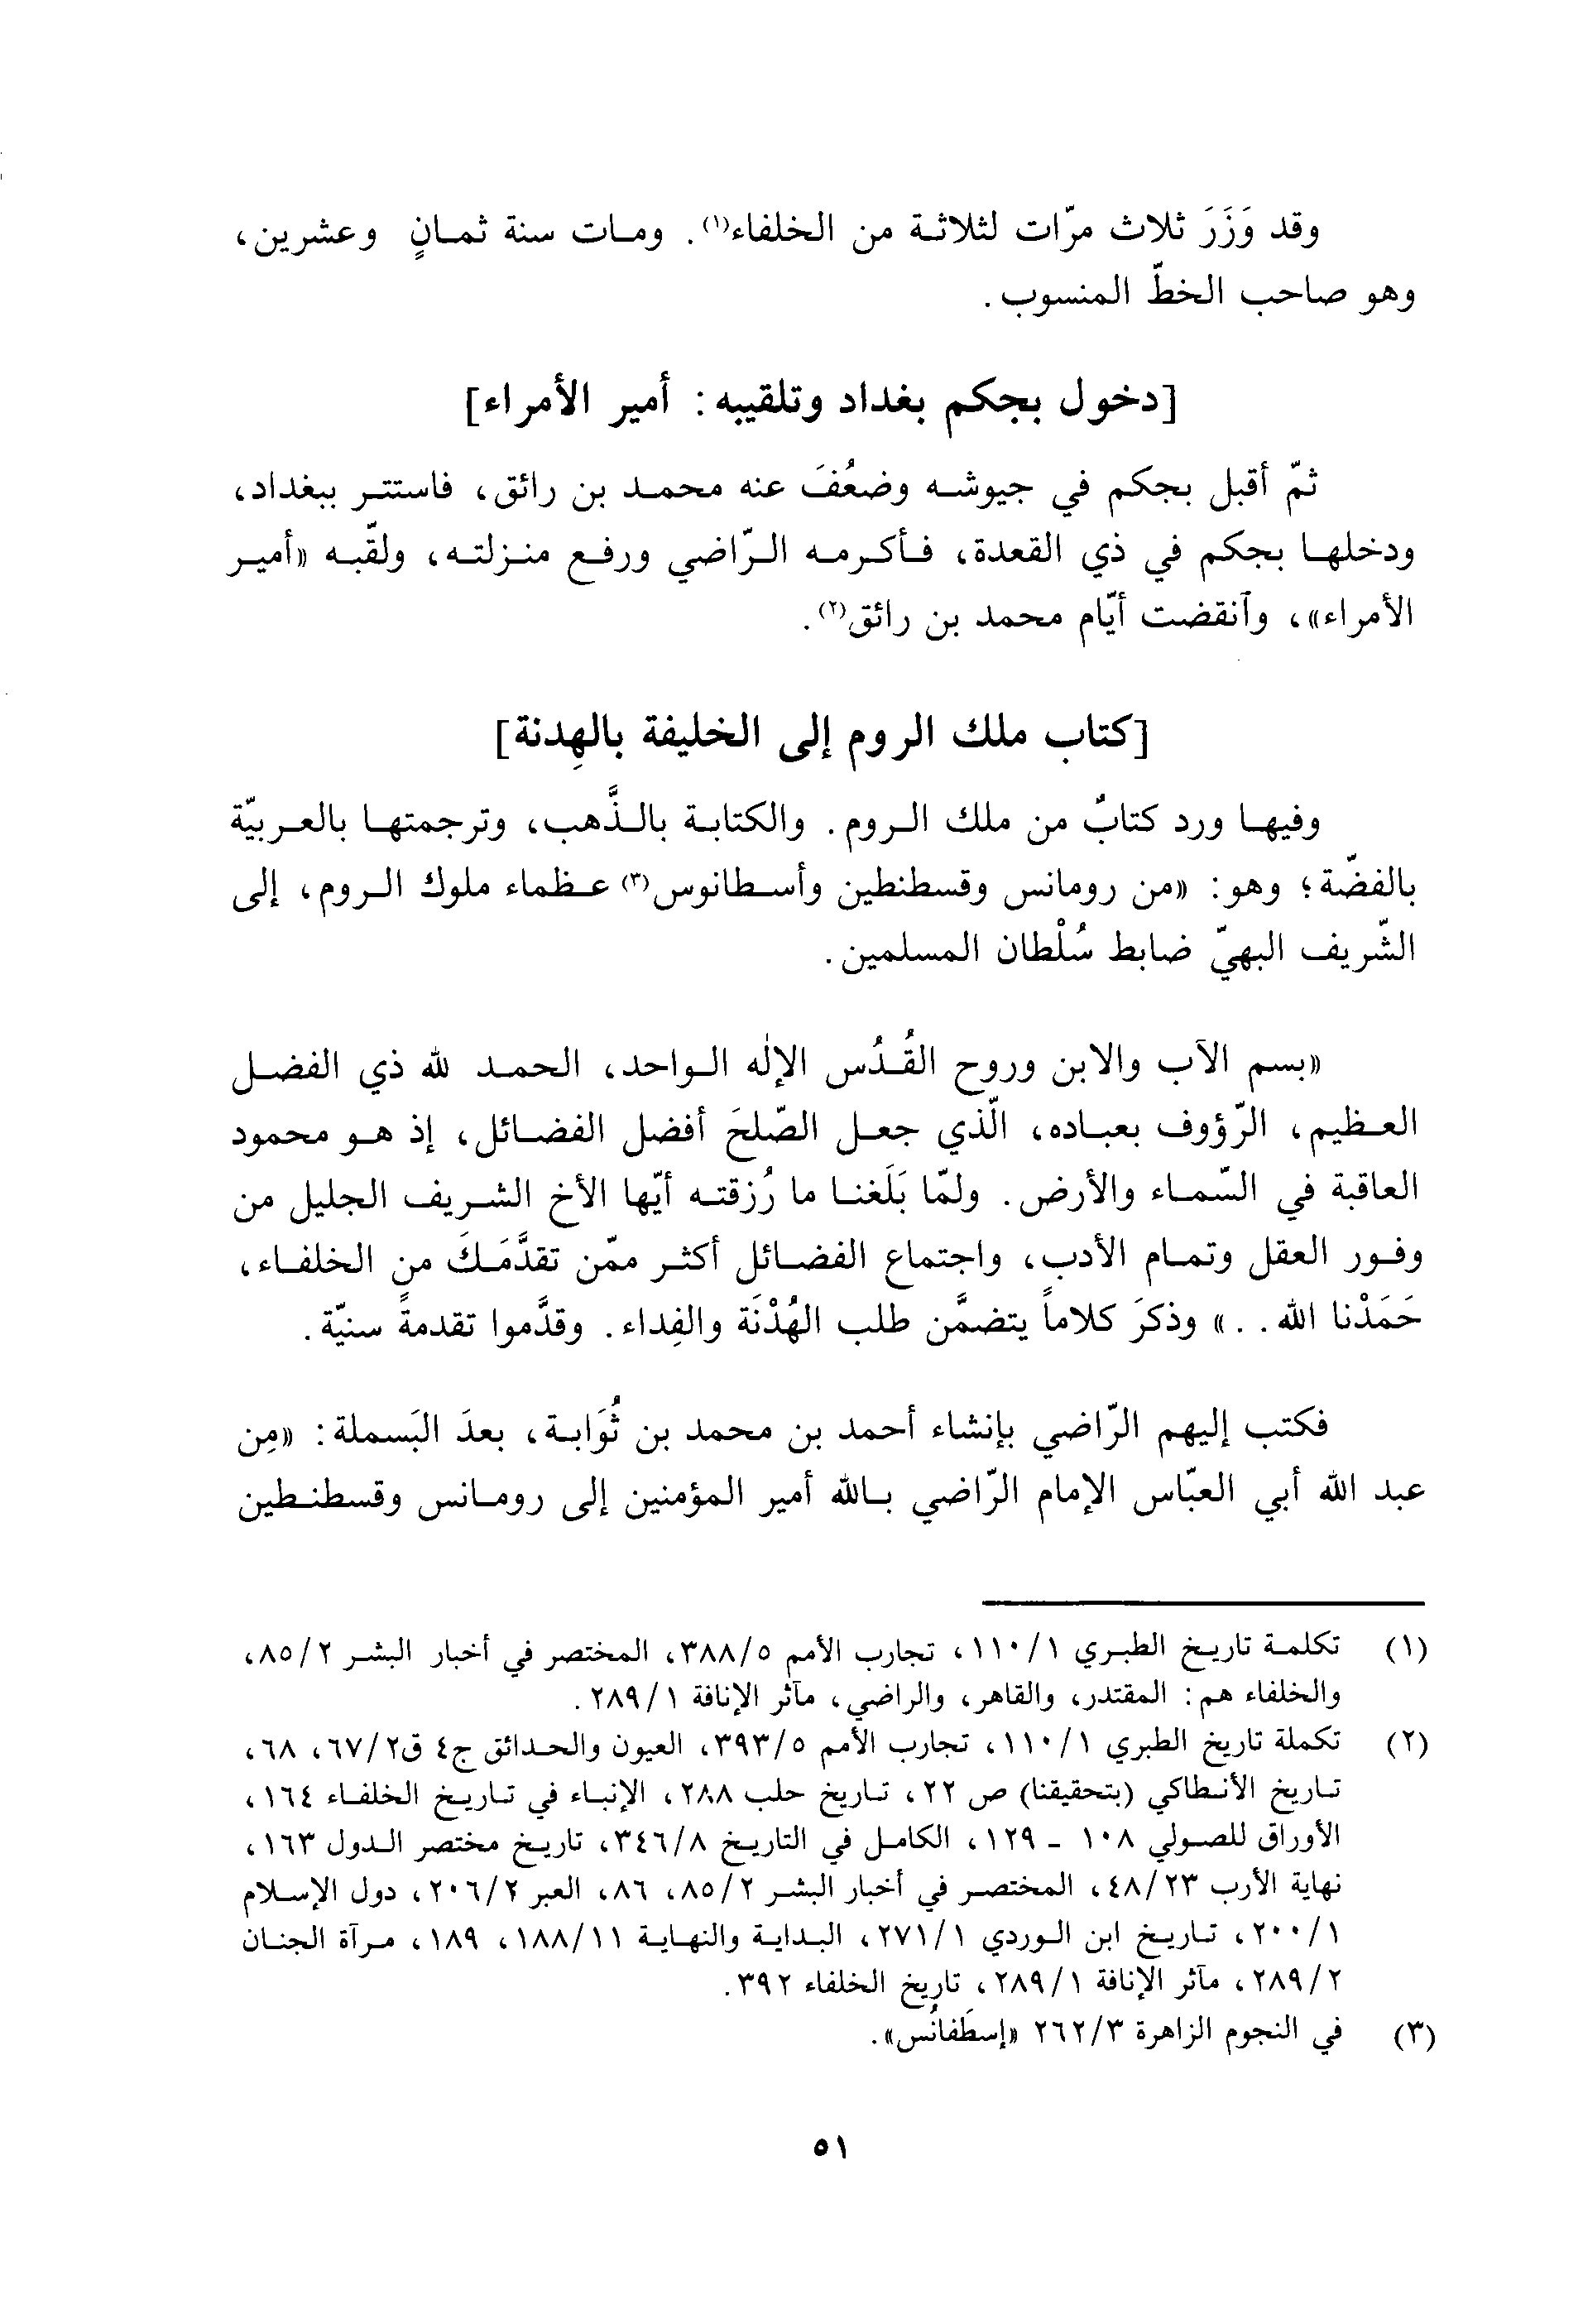 وقد وَزَرَ ثلاث مرّات لثلاثة من الخلفاء(١). ومات سنة ثمانٍ وعشرين،
وهو صاحب الخطّ المنسوب.
[دخول بجكم بغداد وتلقيبه: أمير الأمراء]
ثمّ أقبل بجكم في جيوشه وضعُفَ عنه محمد بن رائق، فاستتر ببغداد،
ودخلها بجكم في ذي القعدة، فأكرمه الرّاضي ورفع منزلته، ولقّبه «أمير
الأمراء»، وآنقضت أيّام محمد بن رائق(٢).
[كتاب ملك الروم إلى الخليفة بالهِدنة]
وفيها ورد كتابٌ من ملك الروم. والكتابة بالذَّهب، وترجمتها بالعربيّة
بالفضّة؛ وهو: «من رومانس وقسطنطين وأسطانوس(٣) عظماء ملوك الروم، إلى
الشّريف البهيّ ضابط سُلْطان المسلمين.
«بسم الآب والابن وروح القُدُس الإلٰه الواحد، الحمد لله ذي الفضل
العظيم، الرّؤوف بعباده، الّذي جعل الصّلحَ أفضل الفضائل، إذ هو محمود
العاقبة في السّماء والأرض. ولمّا بَلَغنا ما رُزقته أيّها الأخ الشريف الجليل من
وفور العقل وتمام الأدب، واجتماع الفضائل أكثر ممّن تقدَّمَكَ من الخلفاء،
حَمَدْنا الله..» وذكرَ كلاماً يتضمَّن طلب الهُدْنَة والفِداء. وقدَّموا تقدمةً سنيّة.
فكتب إليهم الرّاضي بإنشاء أحمد بن محمد بن ثُوَابة، بعدَ البَسملة: «مِن
عبد الله أبي العبّاس الإمام الرّاضي بالله أمير المؤمنين إلى رومانس وقسطنطين
(١) تكلمة تاريخ الطبري ١/١١٠، تجارب الأمم ٣٨٨/٥، المختصر في أخبار البشر ٨٥/٢،
والخلفاء هم: المقتدر، والقاهر، والراضي، مآثر الإنافة ٢٨٩/١.
(٢) تكملة تاريخ الطبري ١١٠/١، تجارب الأمم ٣٩٣/٥، العيون والحدائق ج٤ ق٦٧/٢، ٦٨،
تاريخ الأنطاكي (بتحقيقنا) ص ٢٢، تاريخ حلب ٢٨٨، الإنباء في تاريخ الخلفاء ١٦٤،
الأوراق للصولي ١٠٨ - ١٢٩، الكامل في التاريخ ٣٤٦/٨، تاريخ مختصر الدول ١٦٣،
نهاية الأرب ٤٨/٢٣، المختصر في أخبار البشر ٨٥/٢، ٨٦، العبر ٢٠٦/٢، دول الإسلام
٢٠٠/١، تاريخ ابن الوردي ٢٧١/١، البداية والنهاية ١٨٨/١١، ١٨٩، مرآة الجنان
٢٨٩/٢، مآثر الإنافة ٢٨٩/١، تاريخ الخلفاء ٣٩٢.
(٣) في النجوم الزاهرة ٢٦٢/٣ «إسطَفانُس».
٥١